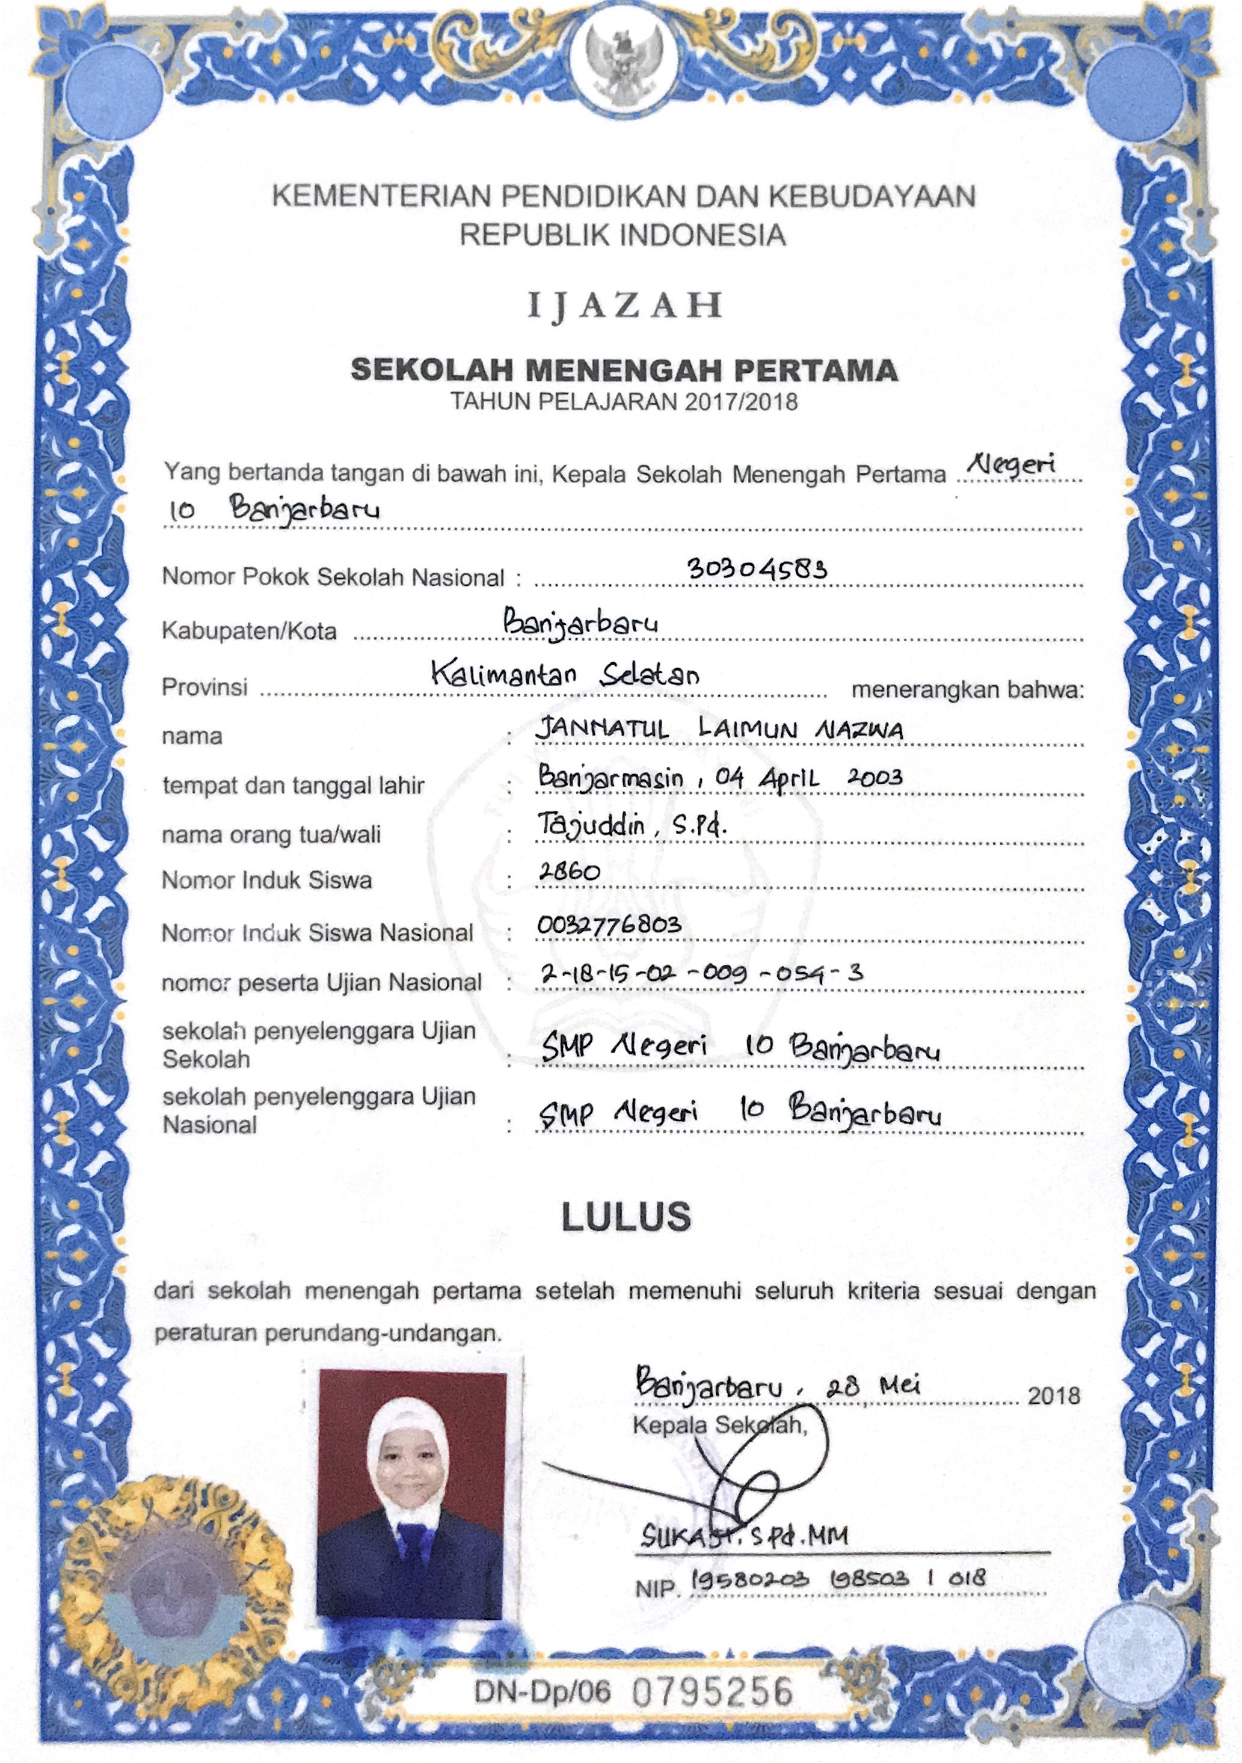 KEMENTERIAN PENDIDIKAN DAN KEBUDAYAAN
REPUBLIK INDONESIA
IJAZAH
SEKOLAH MENENGAH PERTAMA
TAHUN PELAJARAN 2017/2018
Yang bertanda tangan di bawah ini, Kepala Sekolah Menengah Pertama Negeri
10 Banjarbaru
Nomor Pokok Sekolah Nasional : 30304583
Kabupaten/Kota Banjarbaru
Provinsi Kalimantan Selatan menerangkan bahwa:
nama : JANNATUL LAIMUN NAZWA
tempat dan tanggal lahir : Banjarmasin, 04 April 2003
nama orang tua/wali : Tajuddin, S.Pd.
Nomor Induk Siswa : 2860
Nomor Induk Siswa Nasional : 0032776803
nomor peserta Ujian Nasional : 2-18-15-02-009-054-3
sekolah penyelenggara Ujian
Sekolah : SMP Negeri 10 Banjarbaru
sekolah penyelenggara Ujian
Nasional : SMP Negeri 10 Banjarbaru
LULUS
dari sekolah menengah pertama setelah memenuhi seluruh kriteria sesuai dengan
peraturan perundang-undangan.
Banjarbaru, 28 Mei 2018
Kepala Sekolah,
S.Pd.MM
NIP. 19580203 198503 1 018
DN-Dp/06 0795256